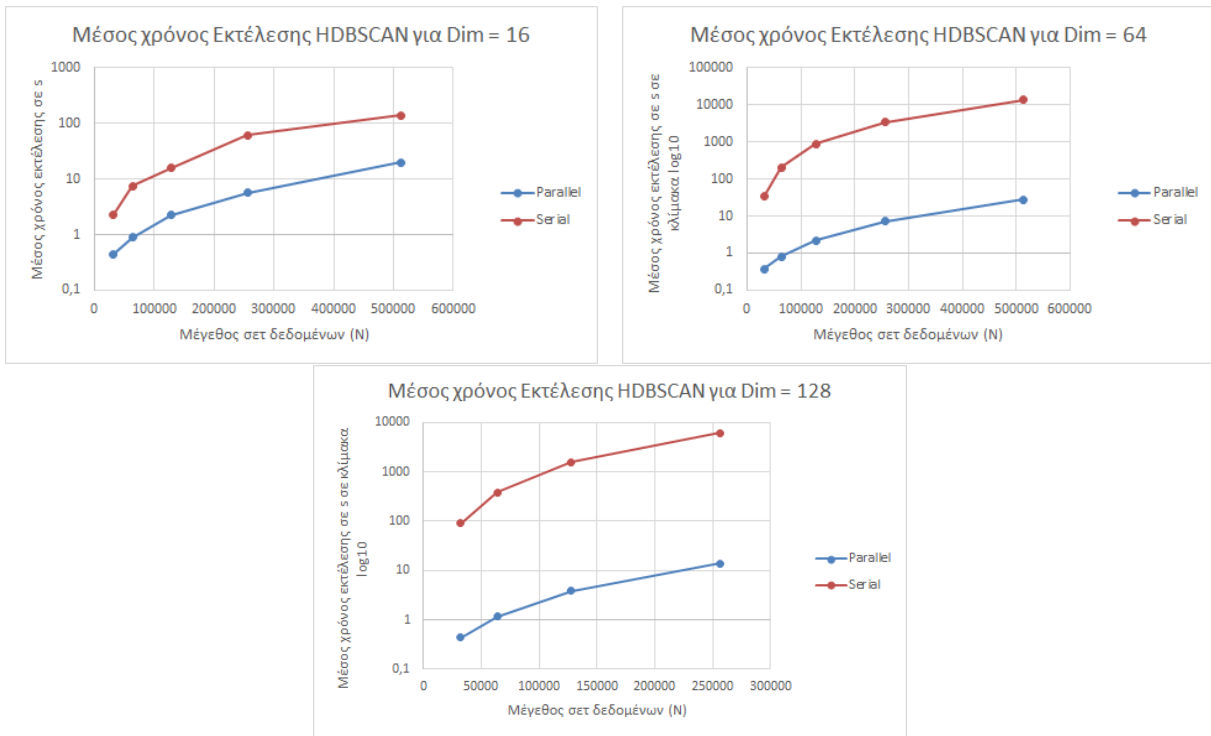 Μέσος χρόνος Εκτέλεσης HDBSCAN για Dim = 16
Μέσος χρόνος εκτέλεσης σε s
1000
100
10
1
0,1
0 100000 200000 300000 400000 500000 600000
Μέγεθος σετ δεδομένων (N)
Parallel
Serial
Μέσος χρόνος Εκτέλεσης HDBSCAN για Dim = 64
Μέσος χρόνος εκτέλεσης σε s σε
κλίμακα log10
100000
10000
1000
100
10
1
0,1
0 100000 200000 300000 400000 500000 600000
Μέγεθος σετ δεδομένων (N)
Parallel
Serial
Μέσος χρόνος Εκτέλεσης HDBSCAN για Dim = 128
Μέσος χρόνος εκτέλεσης σε s σε κλίμακα
log10
10000
1000
100
10
1
0,1
0 50000 100000 150000 200000 250000 300000
Μέγεθος σετ δεδομένων (N)
Parallel
Serial